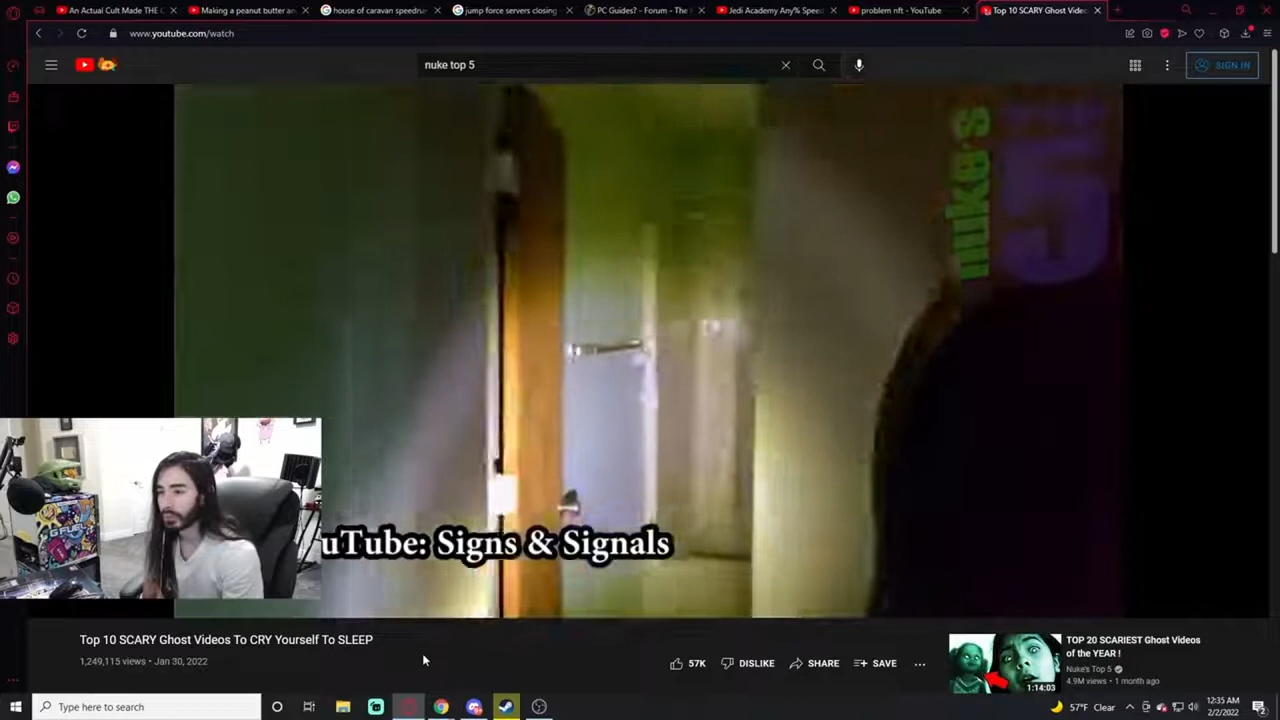 An Actual Cult Made THE C
Making a peanut butter an
house of caravan speedrun
jump force servers closing
PC Guides? - Forum - The
Jedi Academy Any% Speed
problem nft - YouTube
Top 10 SCARY Ghost Video
www.youtube.com/watch
nuke top 5
SIGN IN
nuke's
5
uTube: Signs & Signals
Top 10 SCARY Ghost Videos To CRY Yourself To SLEEP
1,249,115 views • Jan 30, 2022
57K
DISLIKE
SHARE
SAVE
TOP 20 SCARIEST Ghost Videos
of the YEAR !
Nuke's Top 5
4.9M views • 1 month ago
1:14:03
Type here to search
57°F Clear
12:35 AM
2/2/2022
2